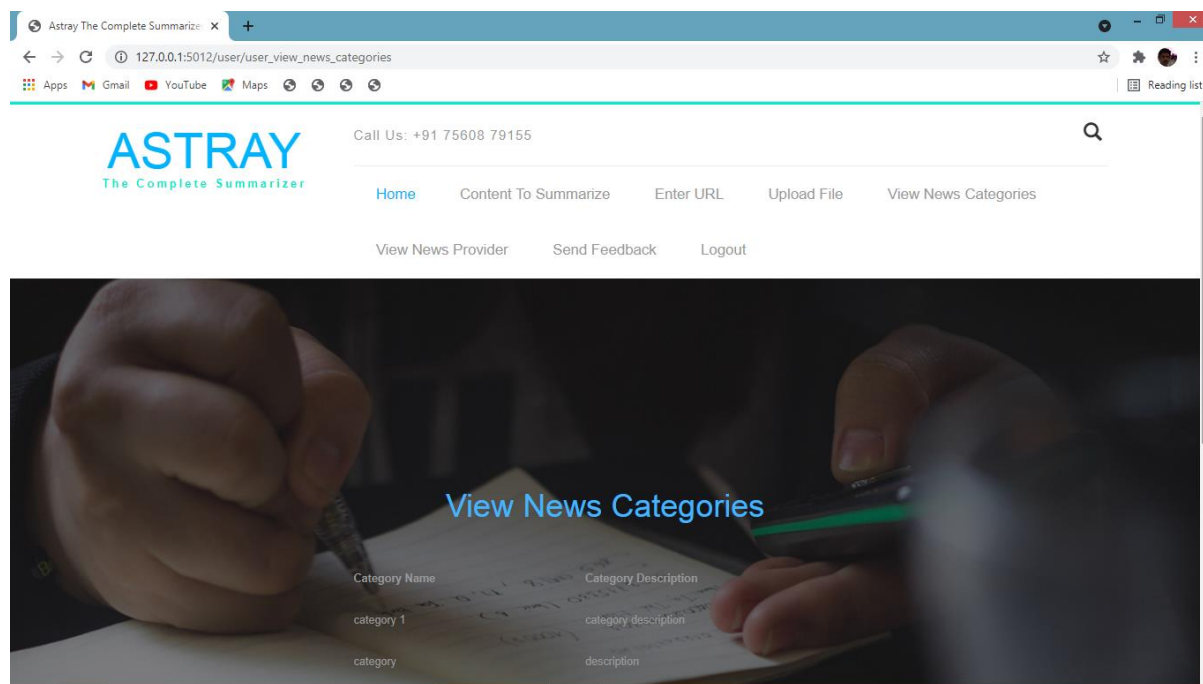 Astray The Complete Summarize
127.0.0.1:5012/user/user_view_news_categories
Apps Gmail YouTube Maps Reading list
ASTRAY
The Complete Summarizer
Call Us: +91 75608 79155
Home Content To Summarize Enter URL Upload File View News Categories
View News Provider Send Feedback Logout
View News Categories
Category Name Category Description
category 1 category description
category description